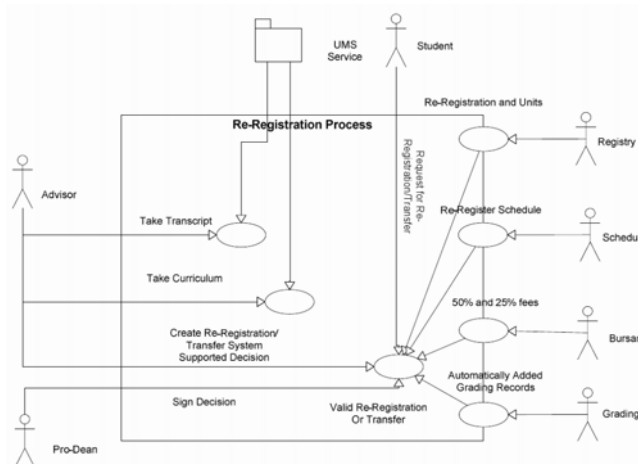 UMS
Service
Student
Re-Registration and Units
Re-Registration Process
Registry
Request for Re-
Registration/Transfer
Advisor
Take Transcript
Re-Register Schedule
Schedu
Take Curriculum
50% and 25% fees
Create Re-Registration/
Transfer System
Supported Decision
Bursar
Automatically Added
Grading Records
Sign Decision
Valid Re-Registration
Or Transfer
Grading
Pro-Dean